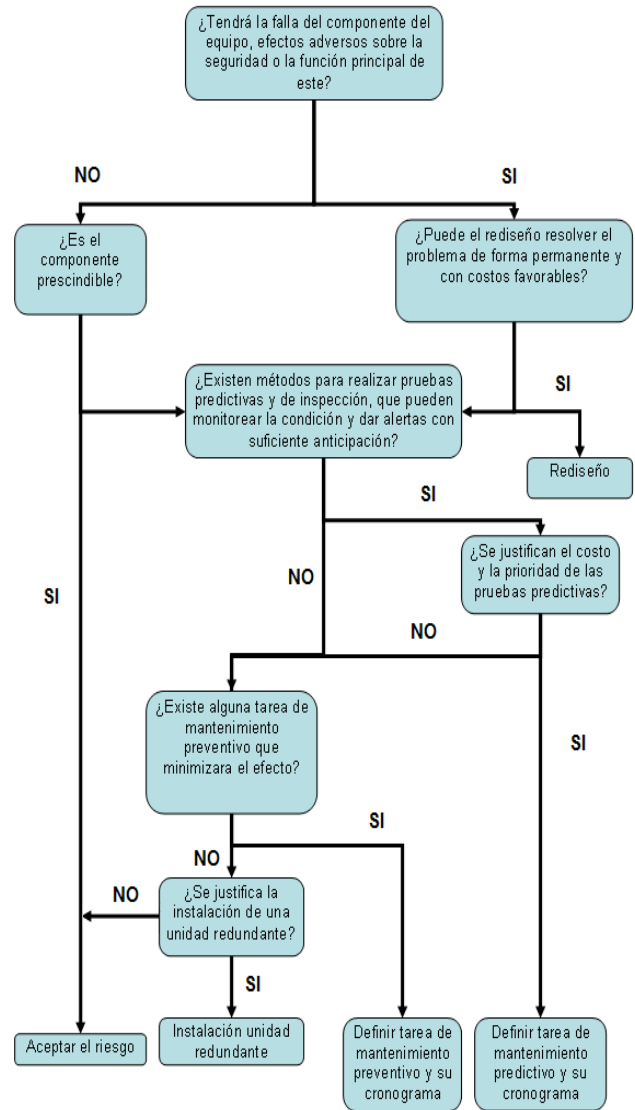 ¿Tendrá la falla del componente del
equipo, efectos adversos sobre la
seguridad o la función principal de
este?
NO
SI
¿Es el
componente
prescindible?
¿Puede el rediseño resolver el
problema de forma permanente y
con costos favorables?
¿Existen métodos para realizar pruebas
predictivas y de inspección, que pueden
monitorear la condición y dar alertas con
suficiente anticipación?
SI
Rediseño
SI
¿Se justifican el costo
y la prioridad de las
pruebas predictivas?
NO
SI
NO
¿Existe alguna tarea de
mantenimiento
preventivo que
minimizara el efecto?
SI
SI
NO
NO
¿Se justifica la
instalación de una
unidad redundante?
SI
Aceptar el riesgo
Instalación unidad
redundante
Definir tarea de
mantenimiento
preventivo y su
cronograma
Definir tarea de
mantenimiento
predictivo y su
cronograma